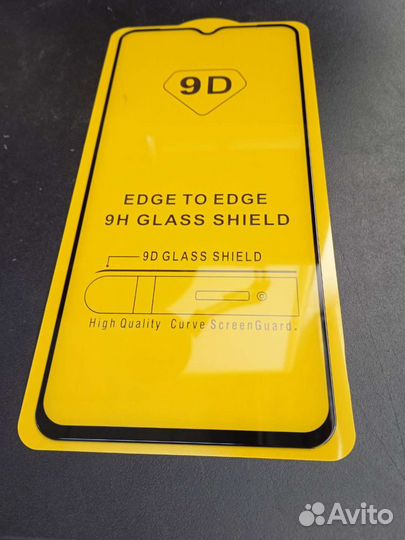 9D
EDGE TO EDGE
9H GLASS SHIELD
9D GLASS SHIELD
©
High Quality Curve ScreenGuard.
Avito